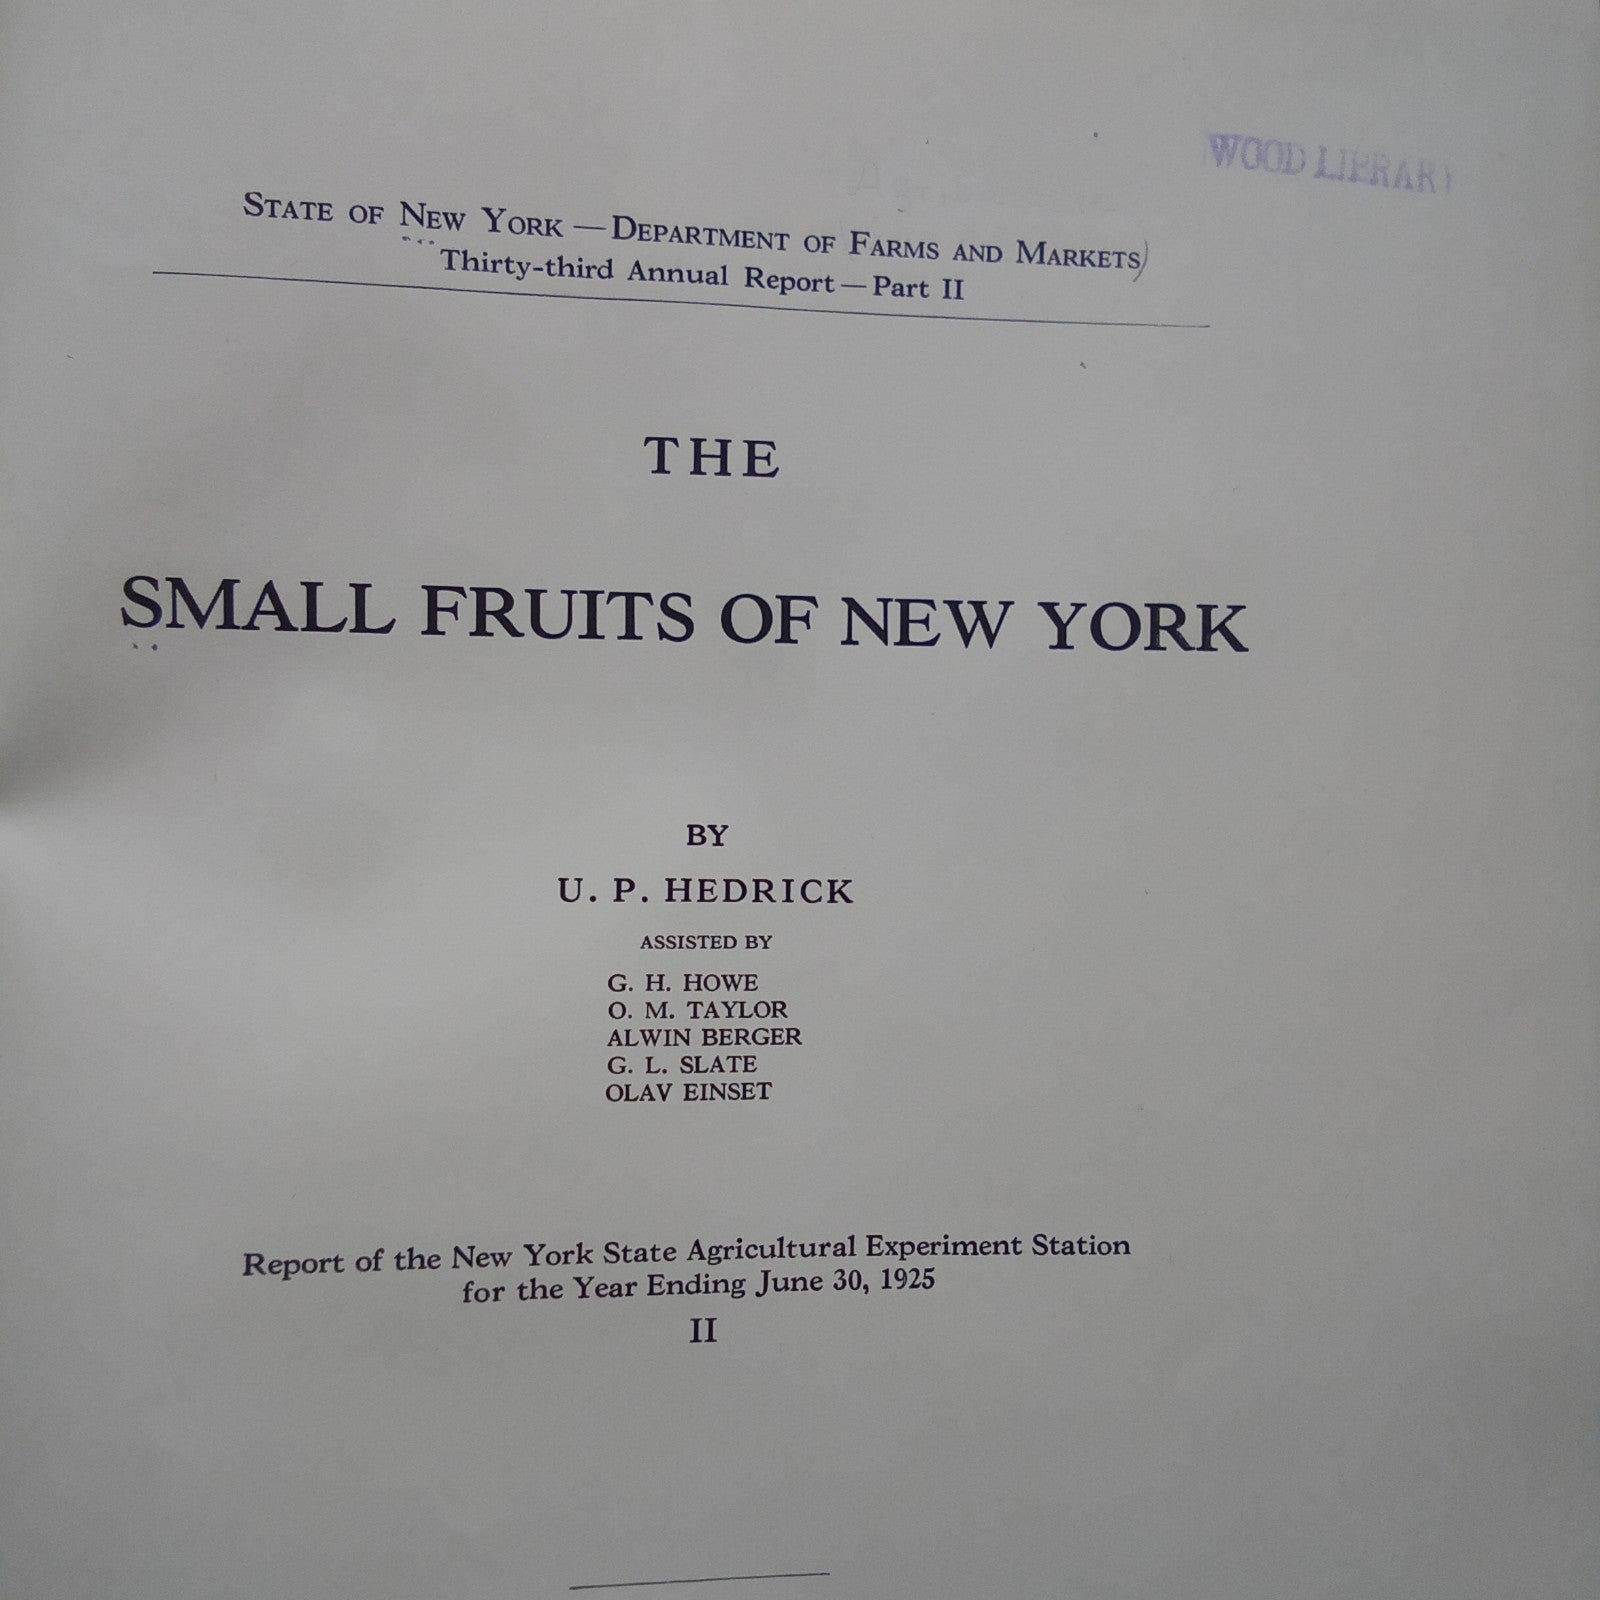 WOOD LIBRARY
STATE OF NEW YORK — DEPARTMENT OF FARMS AND MARKETS
Thirty-third Annual Report — Part II
THE
SMALL FRUITS OF NEW YORK
BY
U. P. HEDRICK
ASSISTED BY
G. H. HOWE
O. M. TAYLOR
ALWIN BERGER
G. L. SLATE
OLAV EINSET
Report of the New York State Agricultural Experiment Station
for the Year Ending June 30, 1925
II